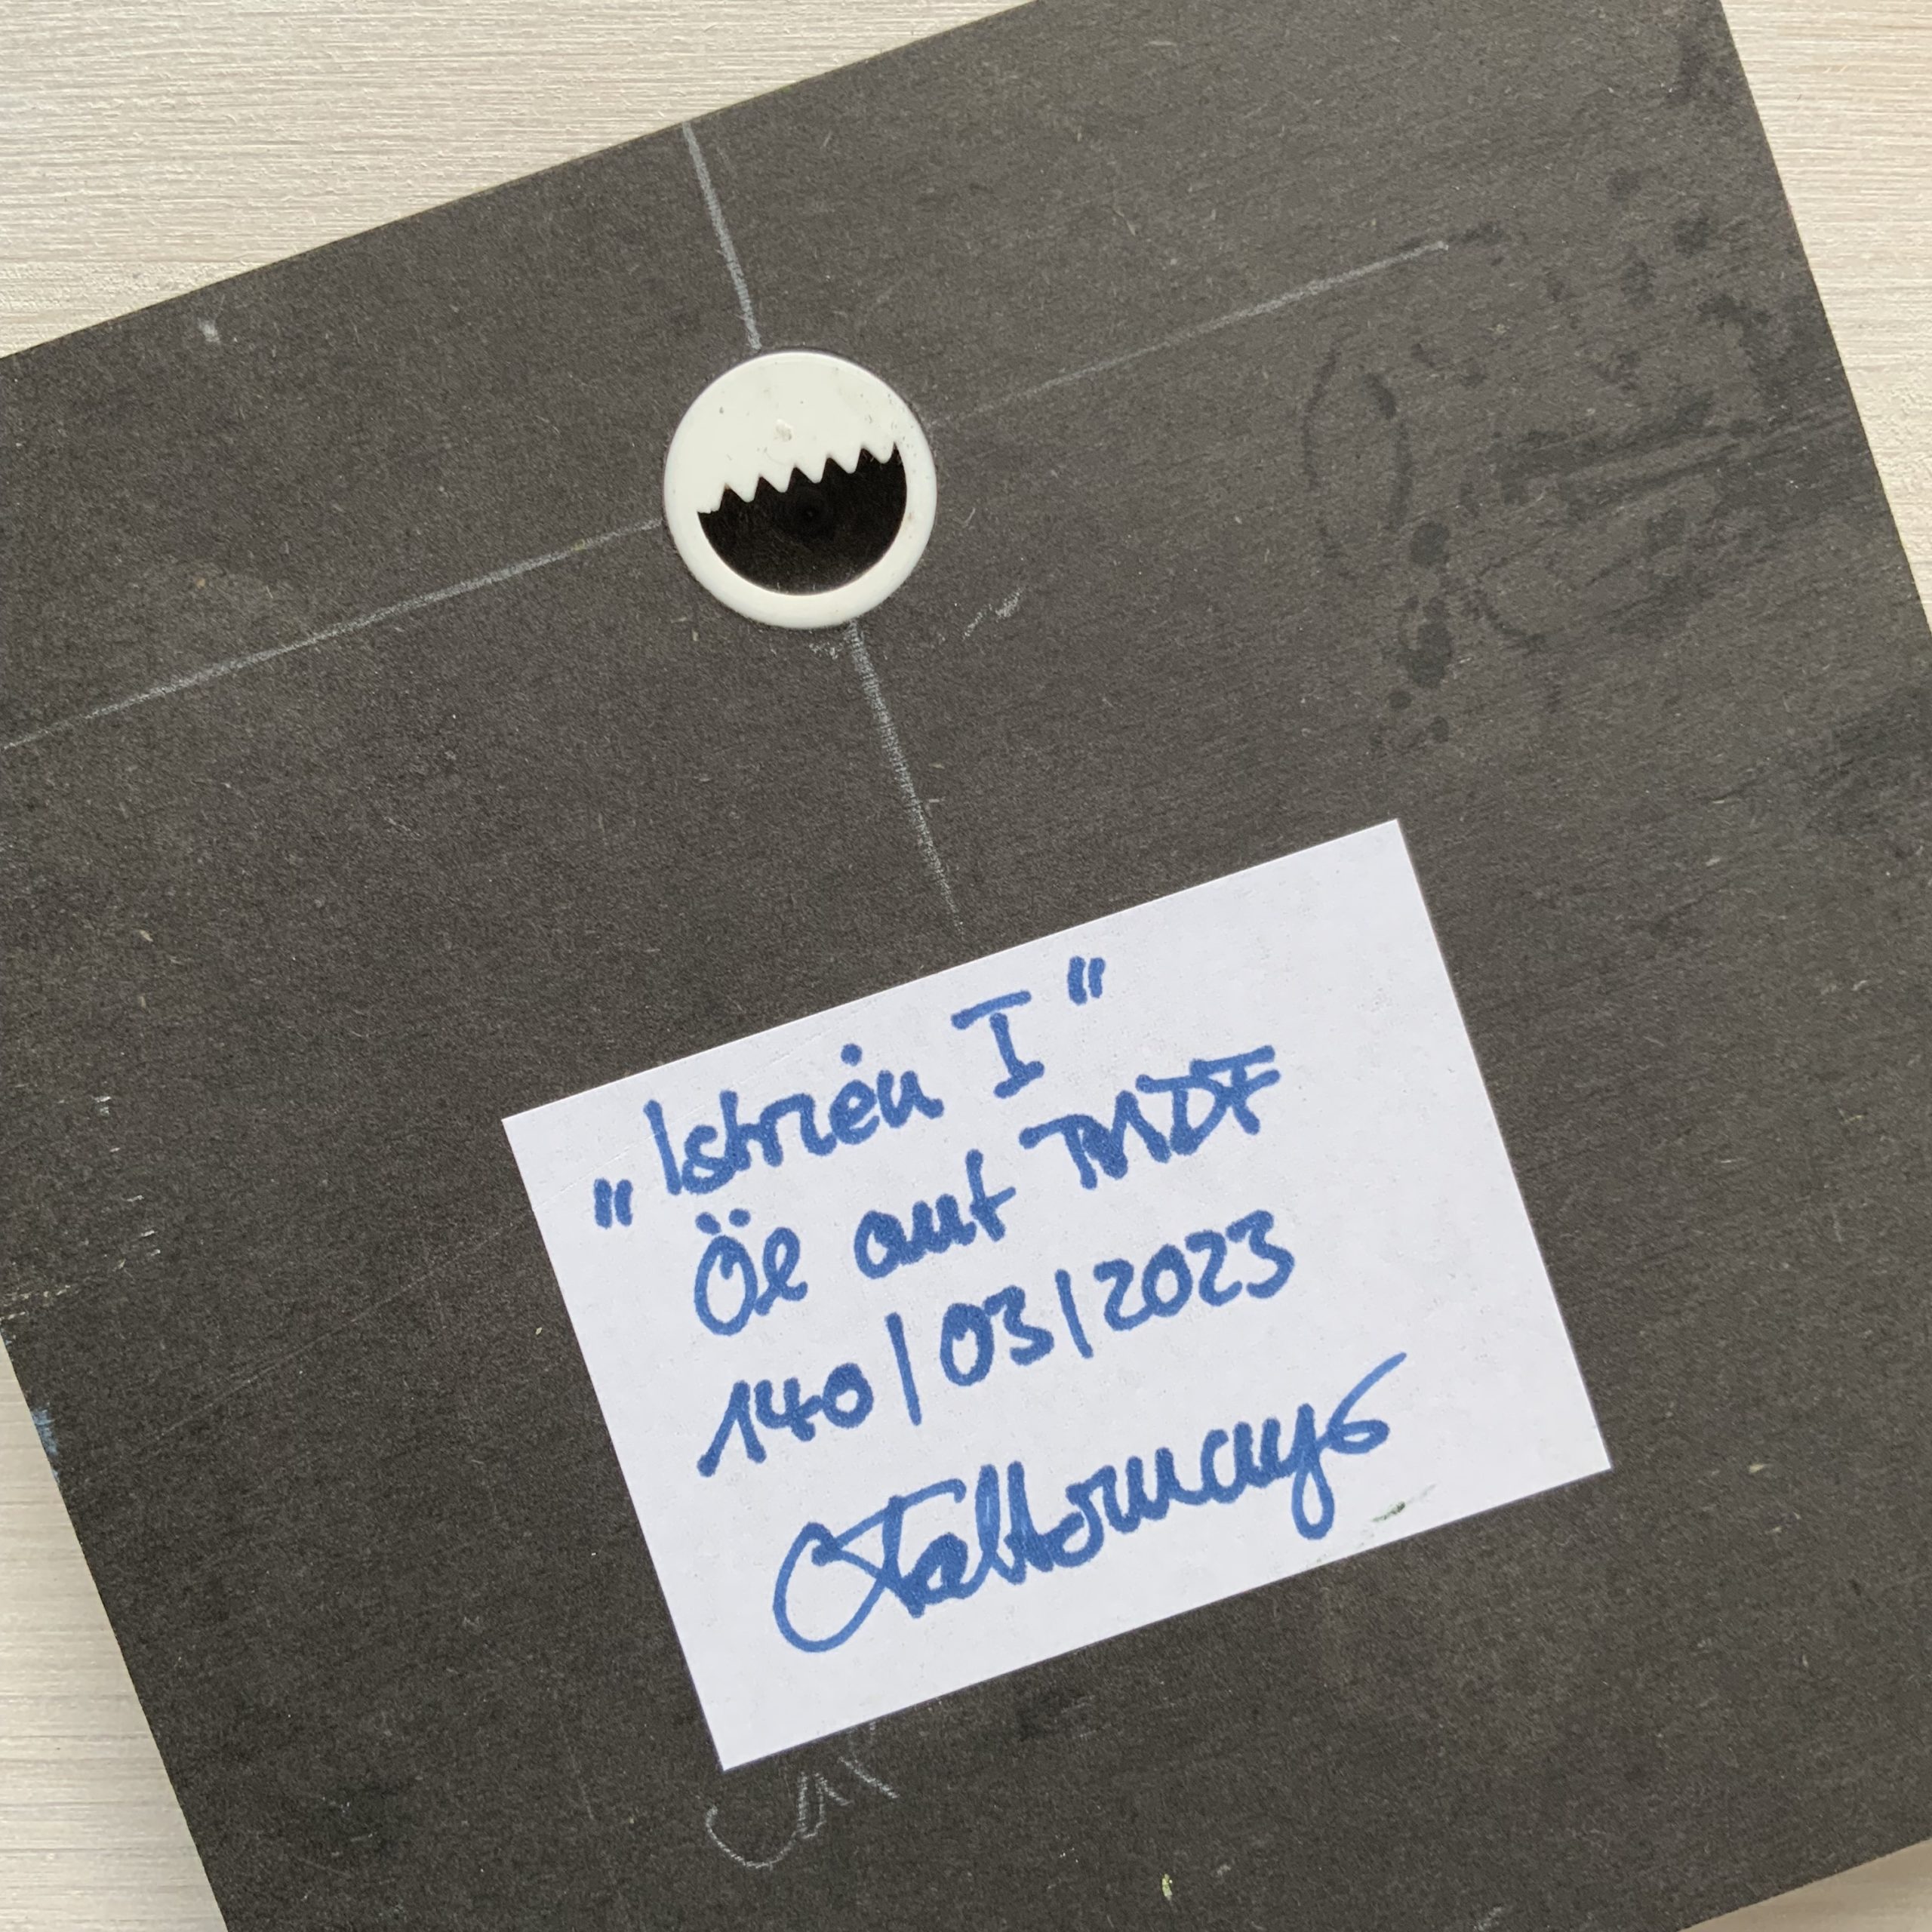 „Istrien I“
Öl auf MDF
140/03/2023